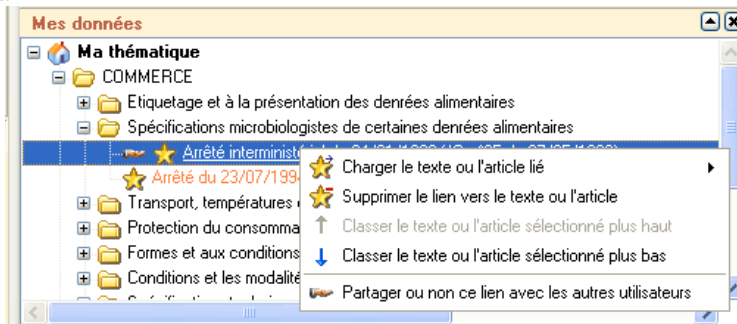 Mes données
Ma thématique
COMMERCE
Etiquetage et à la présentation des denrées alimentaires
Spécifications microbiologistes de certaines denrées alimentaires
Arrêté interministé
Arrêté du 23/07/199
Charger le texte ou l'article lié
Transport, températures
Supprimer le lien vers le texte ou l'article
Protection du consomma
Classer le texte ou l'article sélectionné plus haut
Formes et aux conditions
Classer le texte ou l'article sélectionné plus bas
Conditions et les modalité
Partager ou non ce lien avec les autres utilisateurs